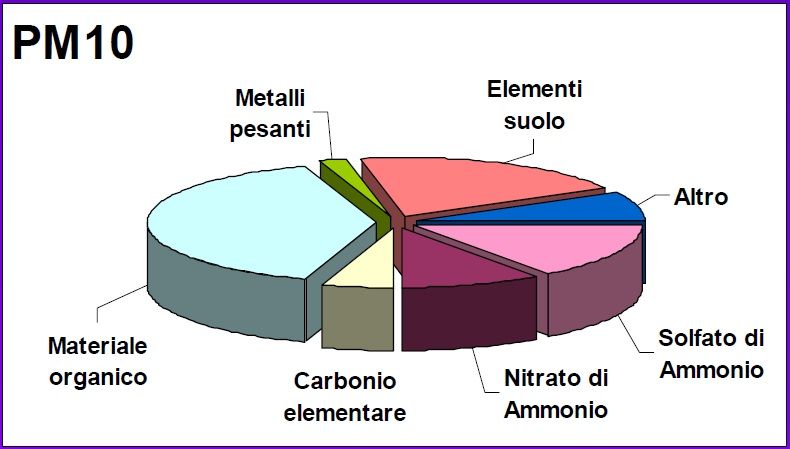 PM10
Metalli
pesanti
Elementi
suolo
Altro
Solfato di
Ammonio
Nitrato di
Ammonio
Carbonio
elementare
Materiale
organico